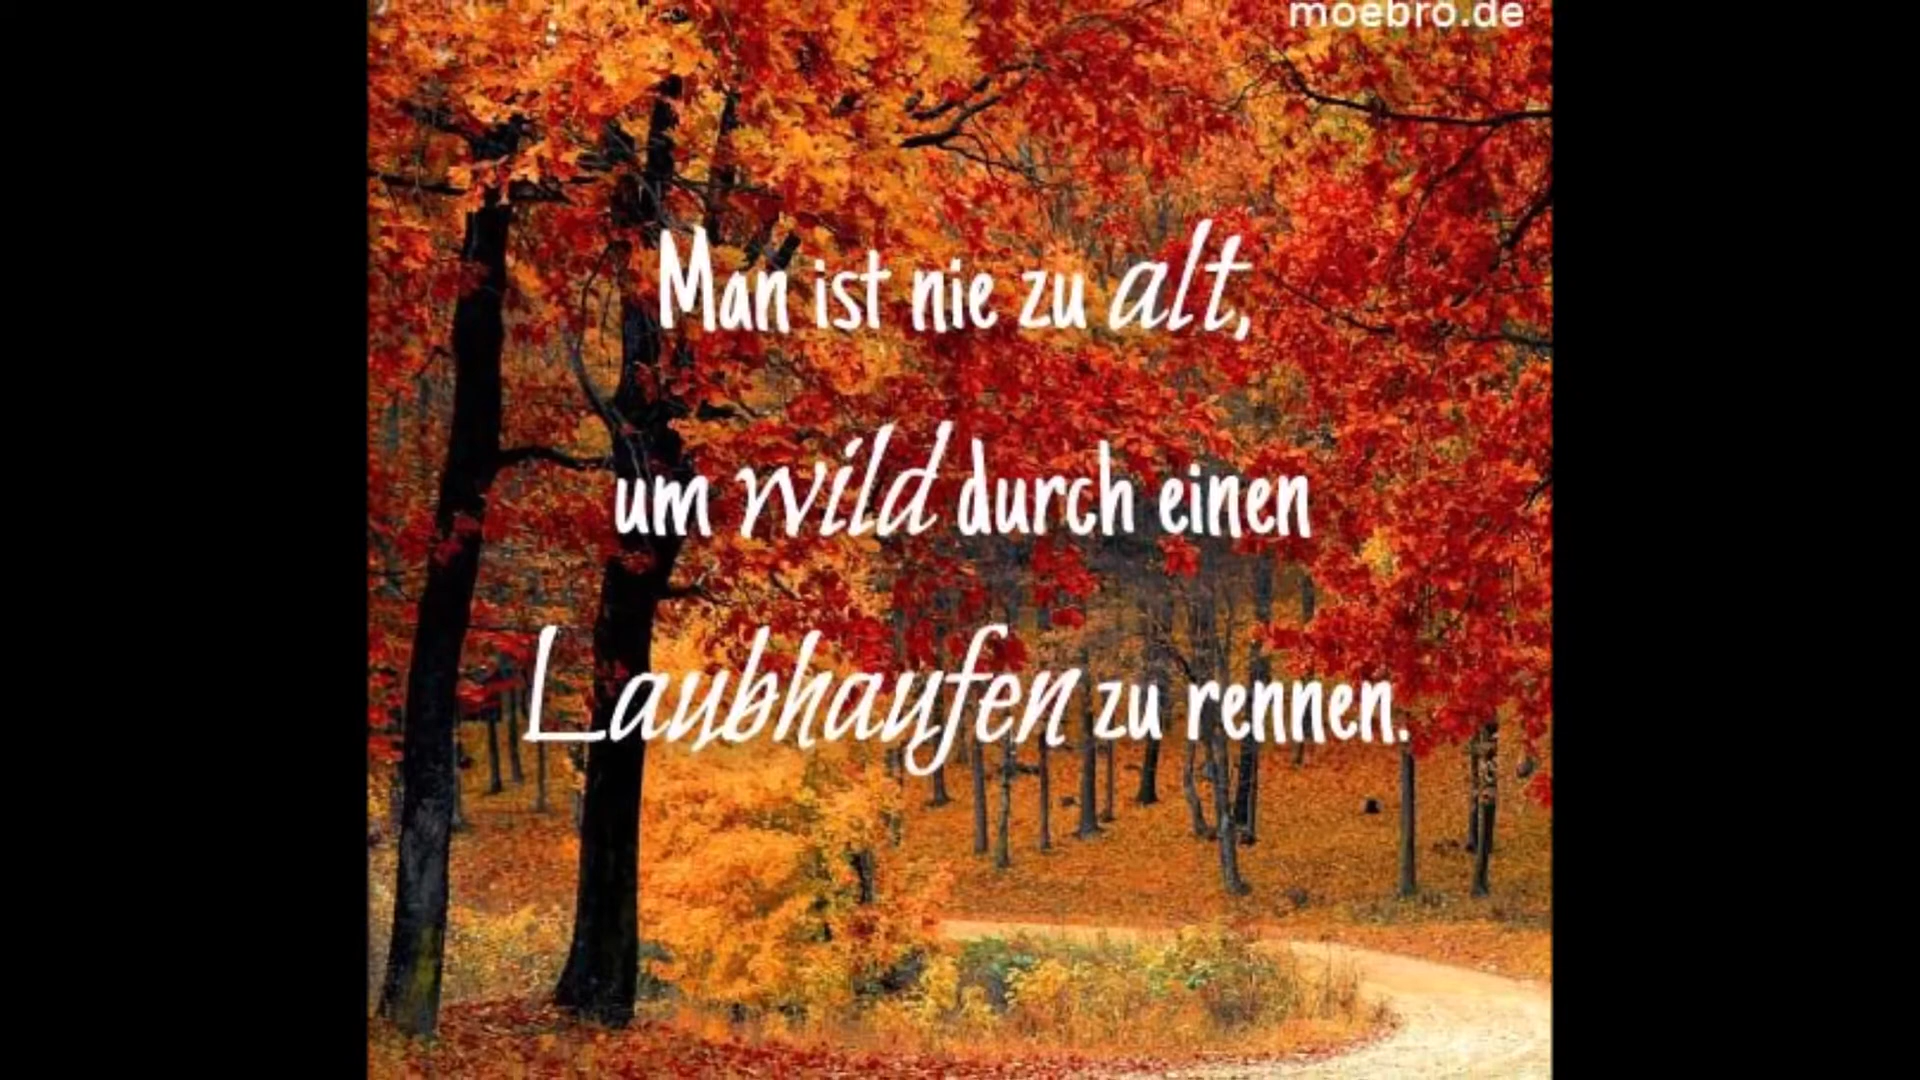 moebro.de
Man ist nie zu alt,
um wild durch einen
Laubhaufen zu rennen.